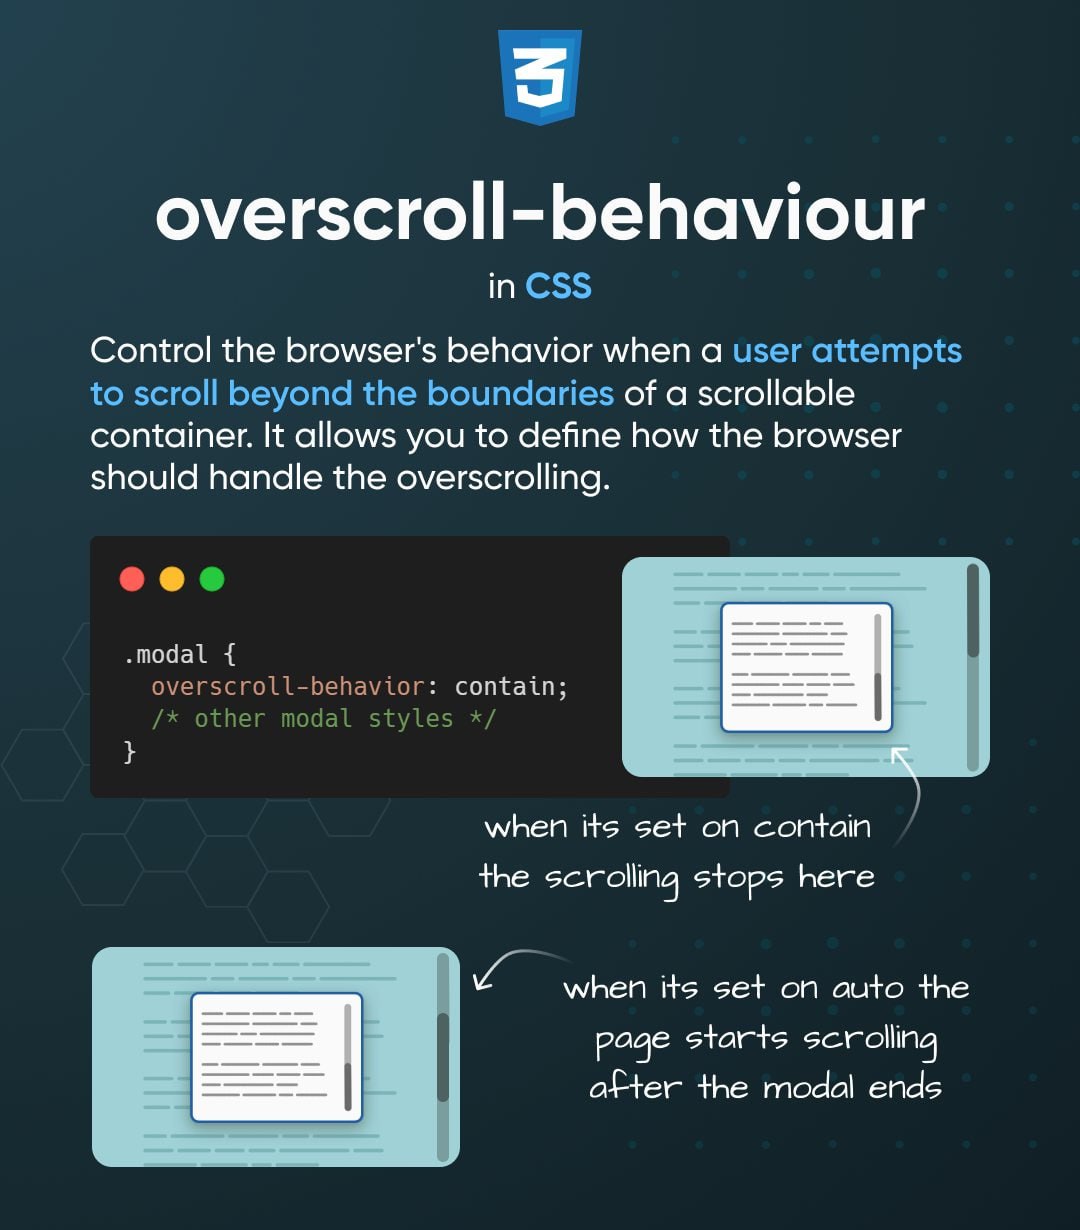 overscroll-behaviour
in CSS
Control the browser's behavior when a user attempts
to scroll beyond the boundaries of a scrollable
container. It allows you to define how the browser
should handle the overscrolling.
.modal {
  overscroll-behavior: contain;
  /* other modal styles */
}
when its set on contain
the scrolling stops here
when its set on auto the
page starts scrolling
after the modal ends